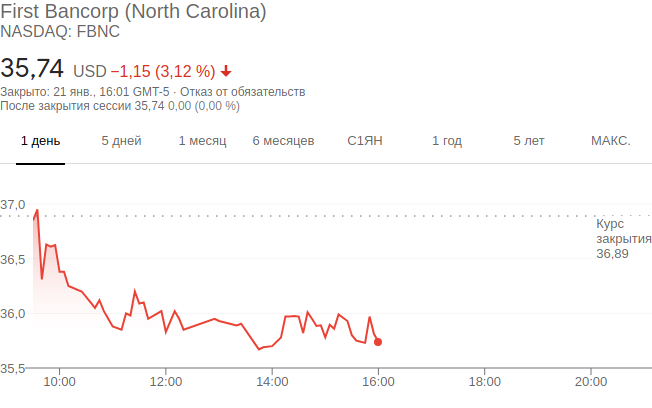 First Bancorp (North Carolina)
NASDAQ: FBNC
35,74 USD −1,15 (3,12 %)
Закрыто: 21 янв., 16:01 GMT-5 · Отказ от обязательств
После закрытия сессии 35,74 0,00 (0,00 %)
1 день 5 дней 1 месяц 6 месяцев С1ЯН 1 год 5 лет МАКС.
37,0
Курс
закрытия
36,89
36,5
36,0
35,5
10:00 12:00 14:00 16:00 18:00 20:00